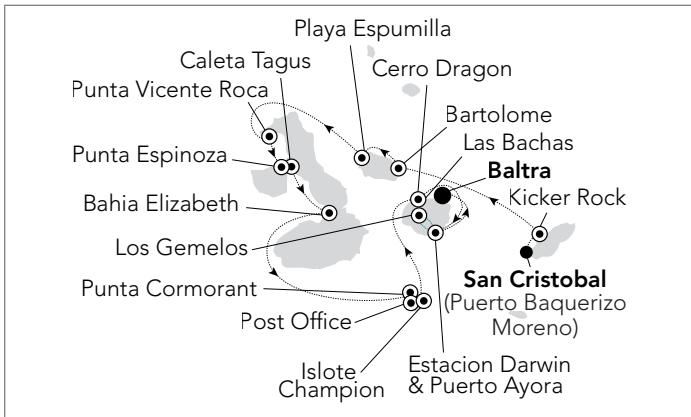 Playa Espumilla
Caleta Tagus
Cerro Dragon
Punta Vicente Roca
Bartolome
Las Bachas
Punta Espinoza
Baltra
Kicker Rock
Bahia Elizabeth
Los Gemelos
San Cristobal
(Puerto Baquerizo
Moreno)
Punta Cormorant
Post Office
Islote
Champion
Estacion Darwin
& Puerto Ayora